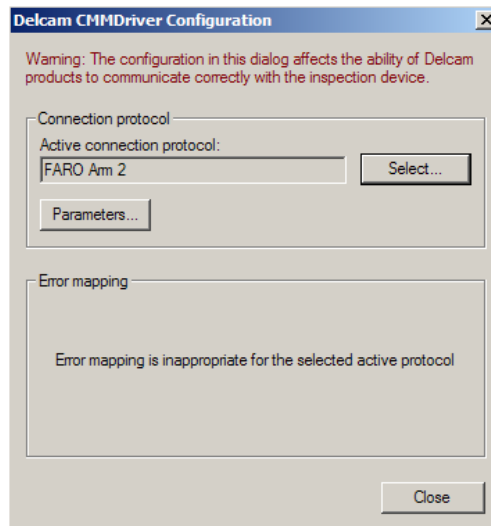 Delcam CMMDriver Configuration
Warning: The configuration in this dialog affects the ability of Delcam
products to communicate correctly with the inspection device.
Connection protocol
Active connection protocol:
FARO Arm 2
Select...
Parameters...
Error mapping
Error mapping is inappropriate for the selected active protocol
Close